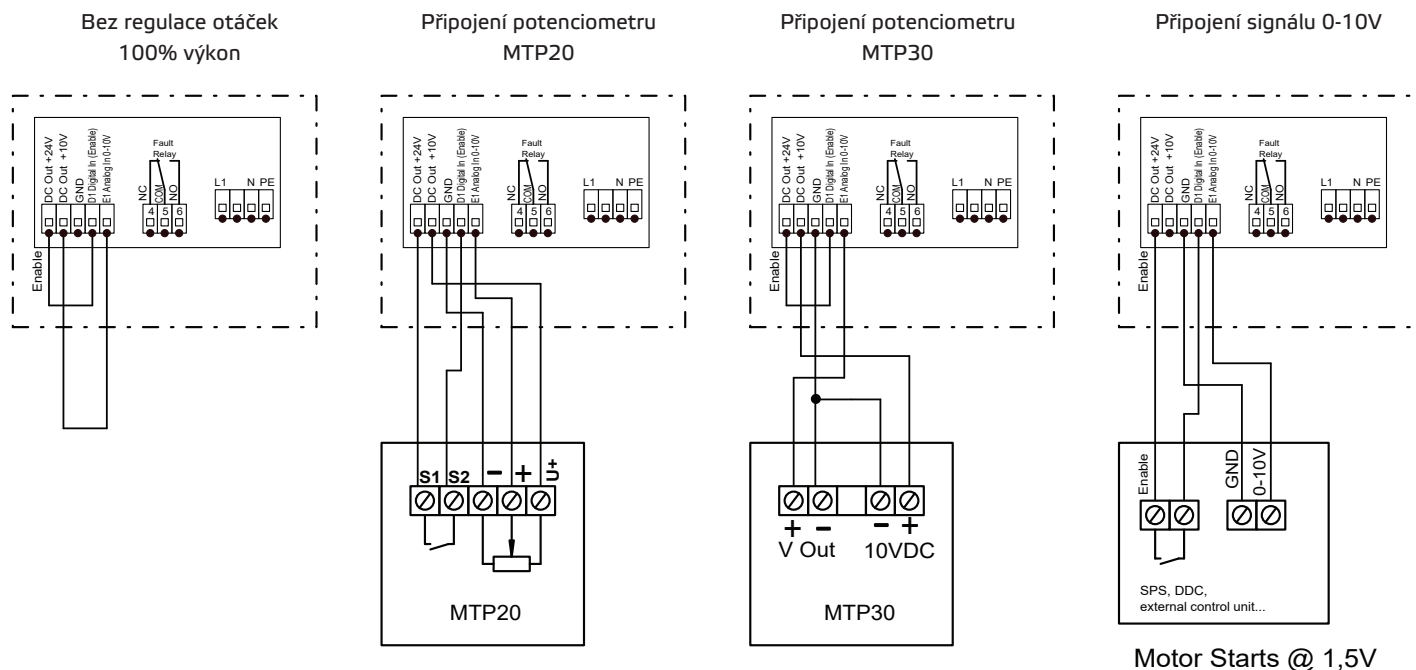 Bez regulace otáček
100% výkon
DC Out +24V
DC Out +10V
GND
D1 Digital In (Enable)
E1 Analog In 0-10V
Fault
Relay
NC
COM
NO
4 5 6
L1 N PE
Enable
Připojení potenciometru
MTP20
DC Out +24V
DC Out +10V
GND
D1 Digital In (Enable)
E1 Analog In 0-10V
Fault
Relay
NC
COM
NO
4 5 6
L1 N PE
S1 S2 − + U+
MTP20
Připojení potenciometru
MTP30
DC Out +24V
DC Out +10V
GND
D1 Digital In (Enable)
E1 Analog In 0-10V
Fault
Relay
NC
COM
NO
4 5 6
L1 N PE
Enable
+ − − +
V Out 10VDC
MTP30
Připojení signálu 0-10V
DC Out +24V
DC Out +10V
GND
D1 Digital In (Enable)
E1 Analog In 0-10V
Fault
Relay
NC
COM
NO
4 5 6
L1 N PE
Enable
Enable
GND
0-10V
SPS, DDC,
external control unit...
Motor Starts @ 1,5V